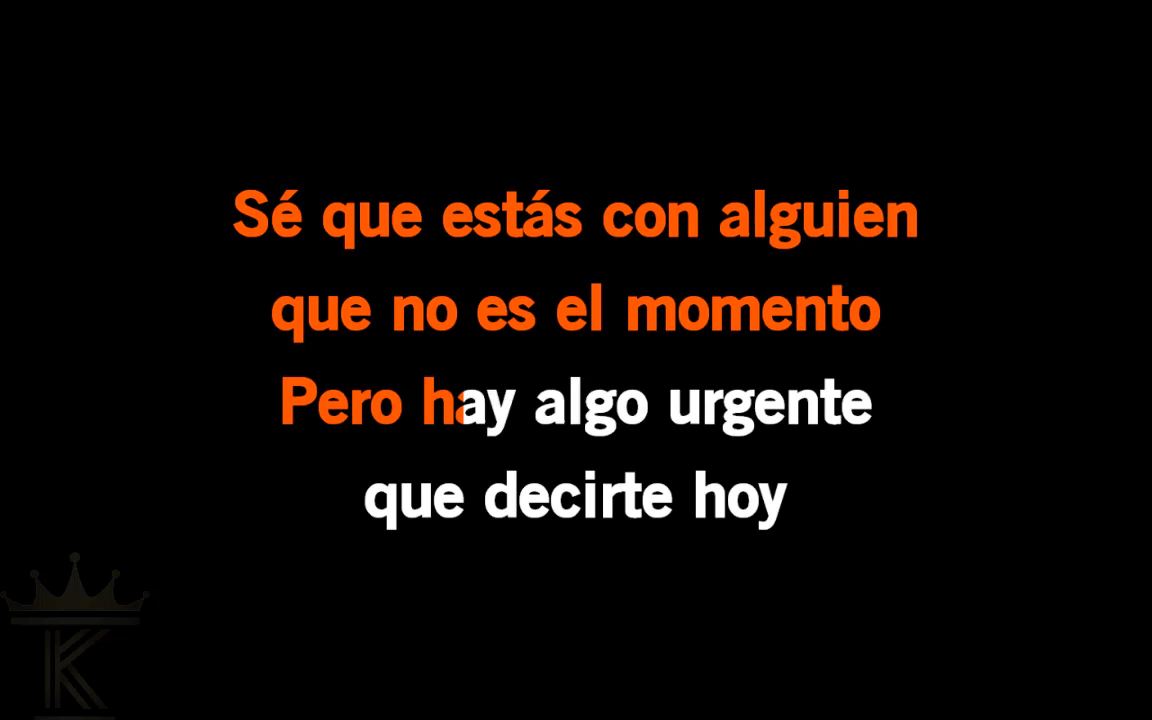 Sé que estás con alguien
que no es el momento
Pero hay algo urgente
que decirte hoy
K